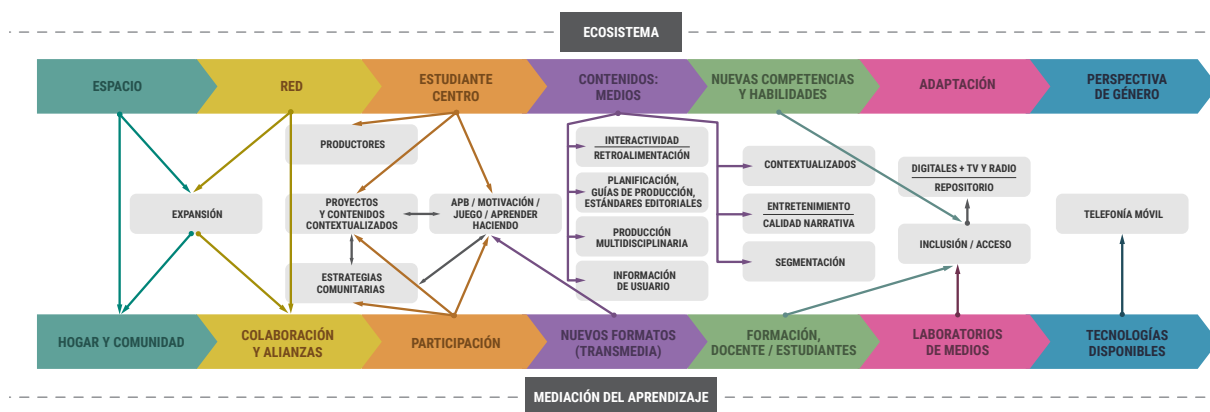 ECOSISTEMA
ESPACIO
RED
ESTUDIANTE
CENTRO
CONTENIDOS:
MEDIOS
NUEVAS COMPETENCIAS
Y HABILIDADES
ADAPTACIÓN
PERSPECTIVA
DE GÉNERO
PRODUCTORES
INTERACTIVIDAD
RETROALIMENTACIÓN
CONTEXTUALIZADOS
DIGITALES + TV Y RADIO
REPOSITORIO
PLANIFICACIÓN,
GUÍAS DE PRODUCCIÓN,
ESTÁNDARES EDITORIALES
EXPANSIÓN
PROYECTOS
Y CONTENIDOS
CONTEXTUALIZADOS
APB / MOTIVACIÓN /
JUEGO / APRENDER
HACIENDO
ENTRETENIMIENTO
CALIDAD NARRATIVA
TELEFONÍA MÓVIL
PRODUCCIÓN
MULTIDISCIPLINARIA
INCLUSIÓN / ACCESO
ESTRATEGIAS
COMUNITARIAS
INFORMACIÓN
DE USUARIO
SEGMENTACIÓN
HOGAR Y COMUNIDAD
COLABORACIÓN
Y ALIANZAS
PARTICIPACIÓN
NUEVOS FORMATOS
(TRANSMEDIA)
FORMACIÓN,
DOCENTE / ESTUDIANTES
LABORATORIOS
DE MEDIOS
TECNOLOGÍAS
DISPONIBLES
MEDIACIÓN DEL APRENDIZAJE